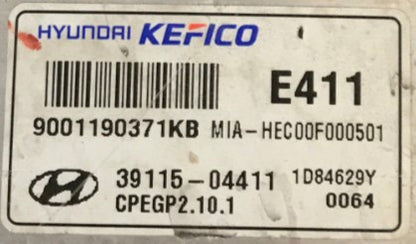 HYUNDAI KEFICO
E411
9001190371KB MIA-HEC00F000501
39115-04411 1D84629Y
CPEGP2.10.1 0064